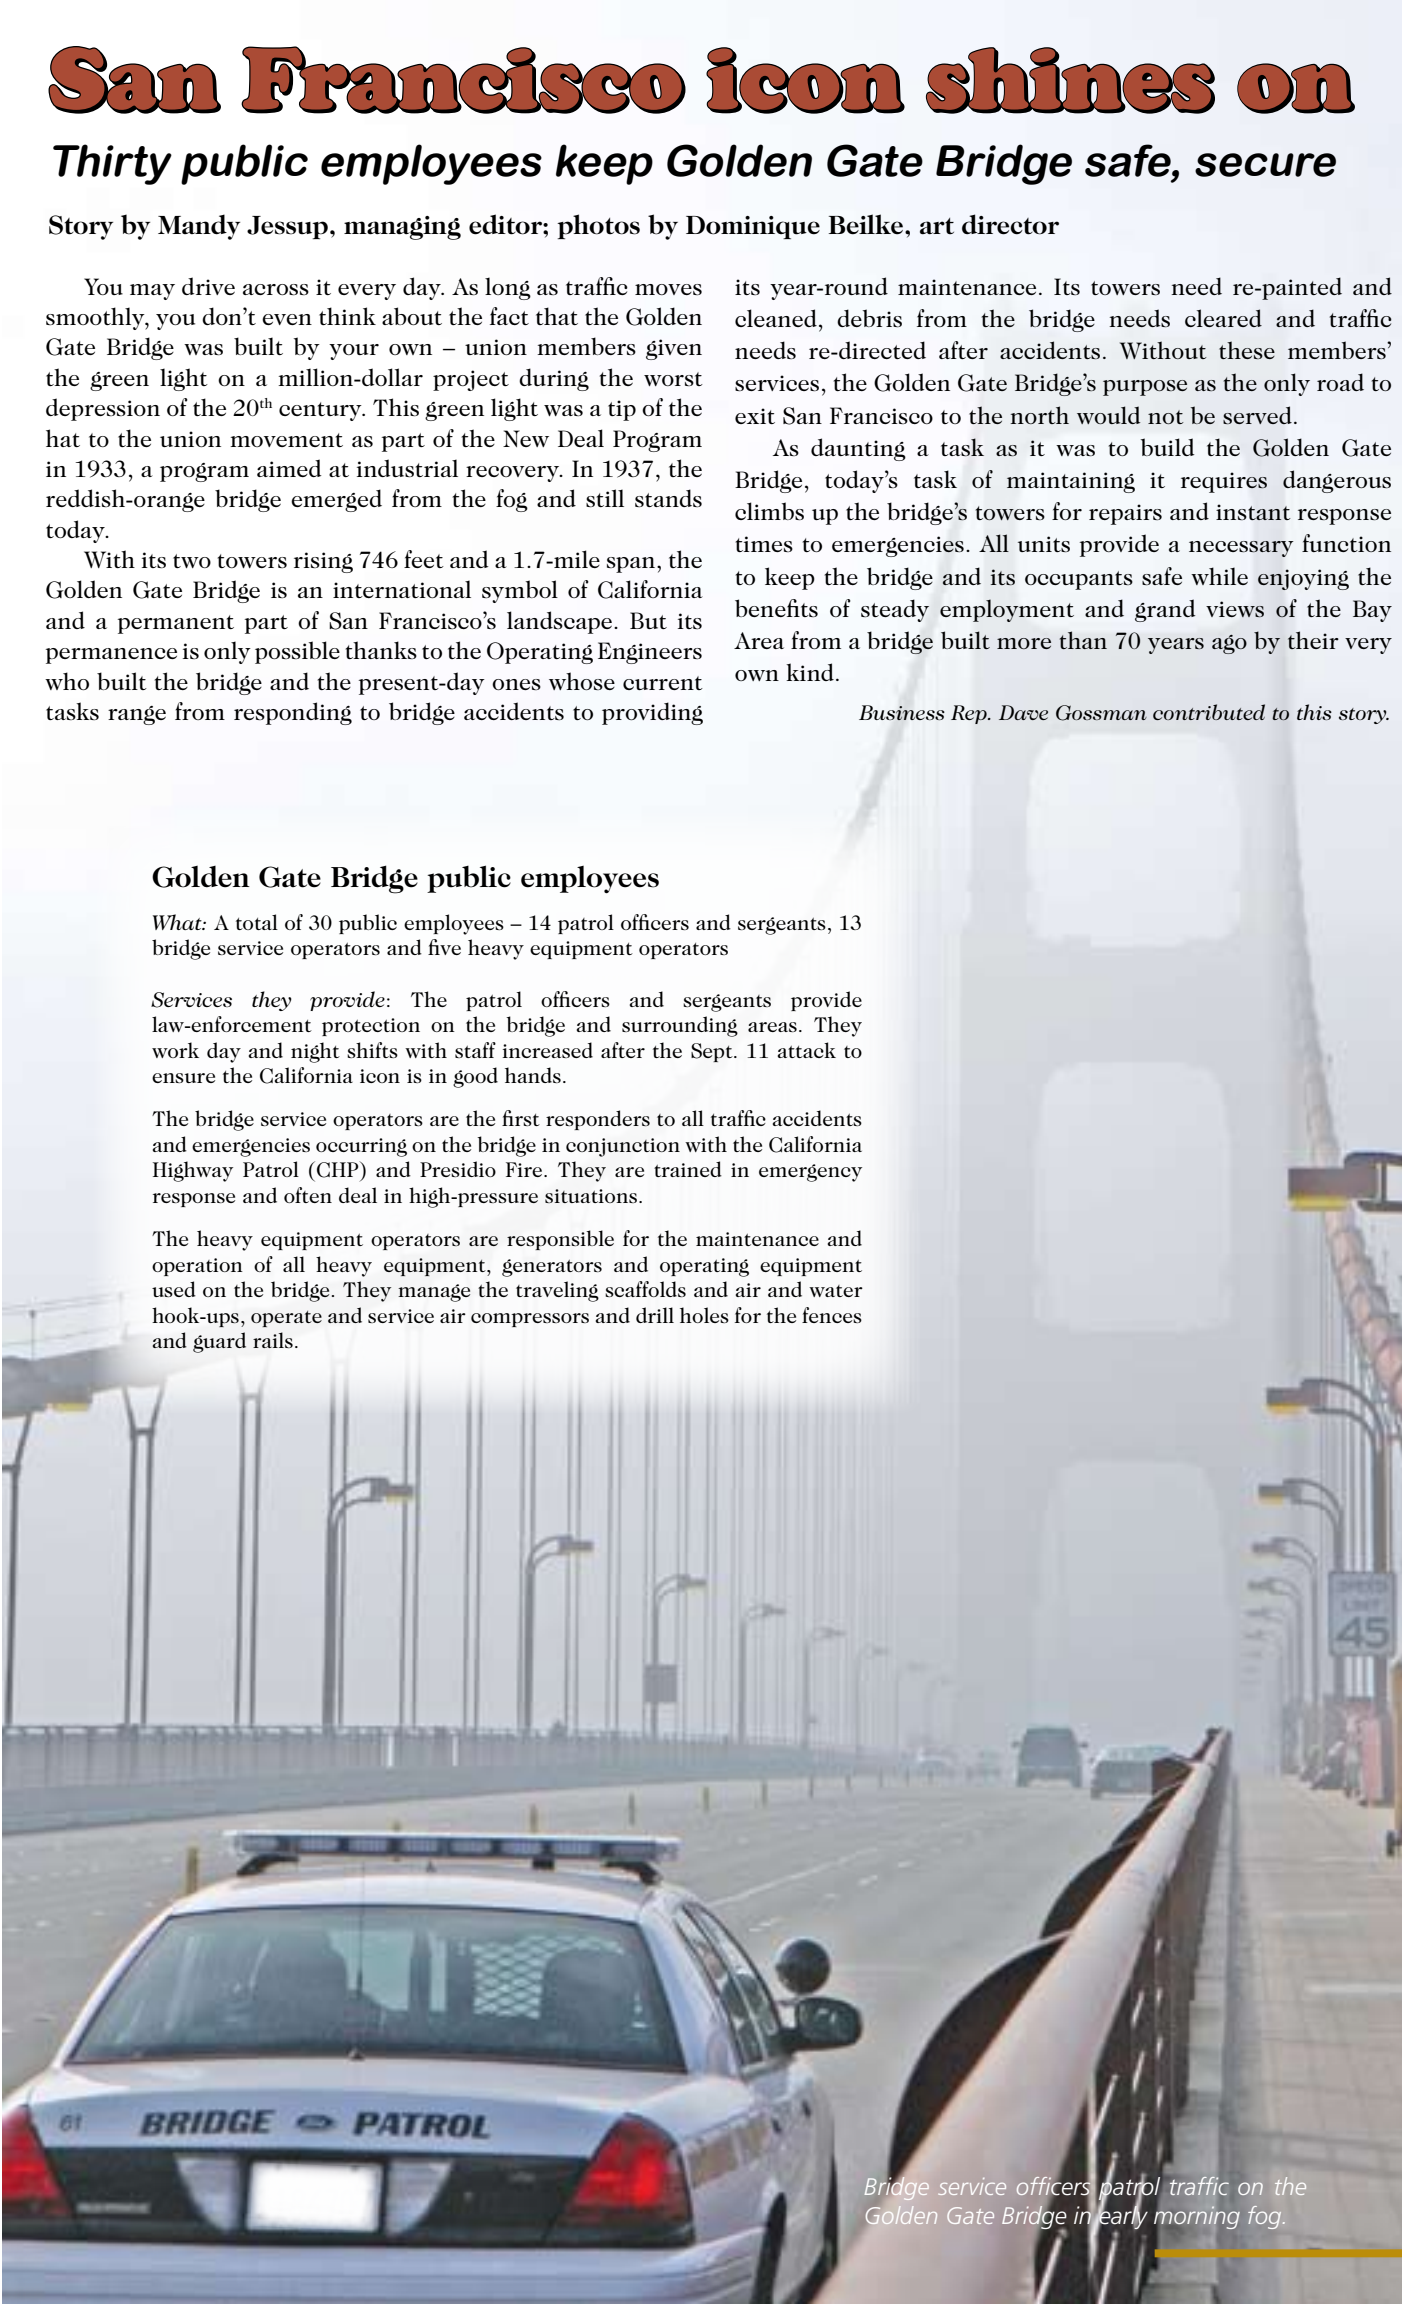 San Francisco icon shines on
Thirty public employees keep Golden Gate Bridge safe, secure
Story by Mandy Jessup, managing editor; photos by Dominique Beilke, art director
You may drive across it every day. As long as traffic moves
smoothly, you don't even think about the fact that the Golden
Gate Bridge was built by your own – union members given
the green light on a million-dollar project during the worst
depression of the 20th century. This green light was a tip of the
hat to the union movement as part of the New Deal Program
in 1933, a program aimed at industrial recovery. In 1937, the
reddish-orange bridge emerged from the fog and still stands
today.
With its two towers rising 746 feet and a 1.7-mile span, the
Golden Gate Bridge is an international symbol of California
and a permanent part of San Francisco's landscape. But its
permanence is only possible thanks to the Operating Engineers
who built the bridge and the present-day ones whose current
tasks range from responding to bridge accidents to providing
its year-round maintenance. Its towers need re-painted and
cleaned, debris from the bridge needs cleared and traffic
needs re-directed after accidents. Without these members'
services, the Golden Gate Bridge's purpose as the only road to
exit San Francisco to the north would not be served.
As daunting a task as it was to build the Golden Gate
Bridge, today's task of maintaining it requires dangerous
climbs up the bridge's towers for repairs and instant response
times to emergencies. All units provide a necessary function
to keep the bridge and its occupants safe while enjoying the
benefits of steady employment and grand views of the Bay
Area from a bridge built more than 70 years ago by their very
own kind.
Business Rep. Dave Gossman contributed to this story.
Golden Gate Bridge public employees
What: A total of 30 public employees – 14 patrol officers and sergeants, 13
bridge service operators and five heavy equipment operators
Services they provide: The patrol officers and sergeants provide
law-enforcement protection on the bridge and surrounding areas. They
work day and night shifts with staff increased after the Sept. 11 attack to
ensure the California icon is in good hands.
The bridge service operators are the first responders to all traffic accidents
and emergencies occurring on the bridge in conjunction with the California
Highway Patrol (CHP) and Presidio Fire. They are trained in emergency
response and often deal in high-pressure situations.
The heavy equipment operators are responsible for the maintenance and
operation of all heavy equipment, generators and operating equipment
used on the bridge. They manage the traveling scaffolds and air and water
hook-ups, operate and service air compressors and drill holes for the fences
and guard rails.
SPEED
LIMIT
45
61 BRIDGE PATROL
Bridge service officers patrol traffic on the
Golden Gate Bridge in early morning fog.